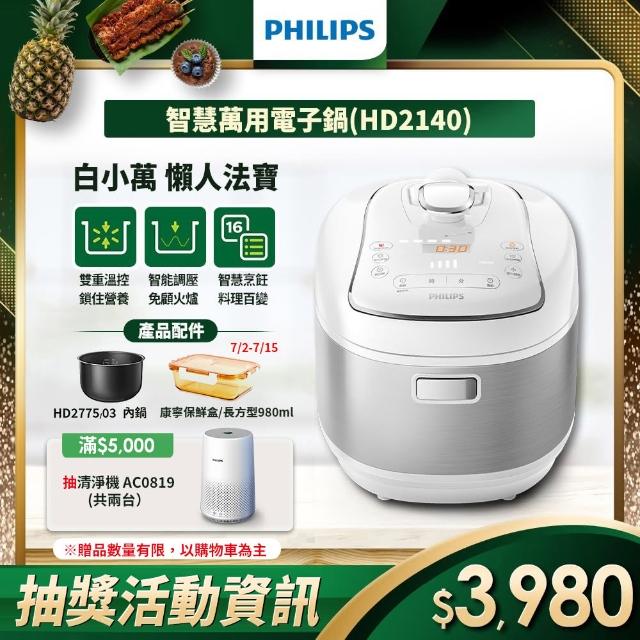 PHILIPS
智慧萬用電子鍋(HD2140)
白小萬 懶人法寶
16
雙重溫控 智能調壓 智慧烹飪
鎖住營養 免顧火爐 料理百變
產品配件
7/2-7/15
HD2775/03 內鍋
康寧保鮮盒/長方型980ml
滿$5,000
抽清淨機 AC0819
(共兩台)
PHILIPS
0:30
時 分
PHILIPS
※贈品數量有限，以購物車為主
抽獎活動資訊
$3,980